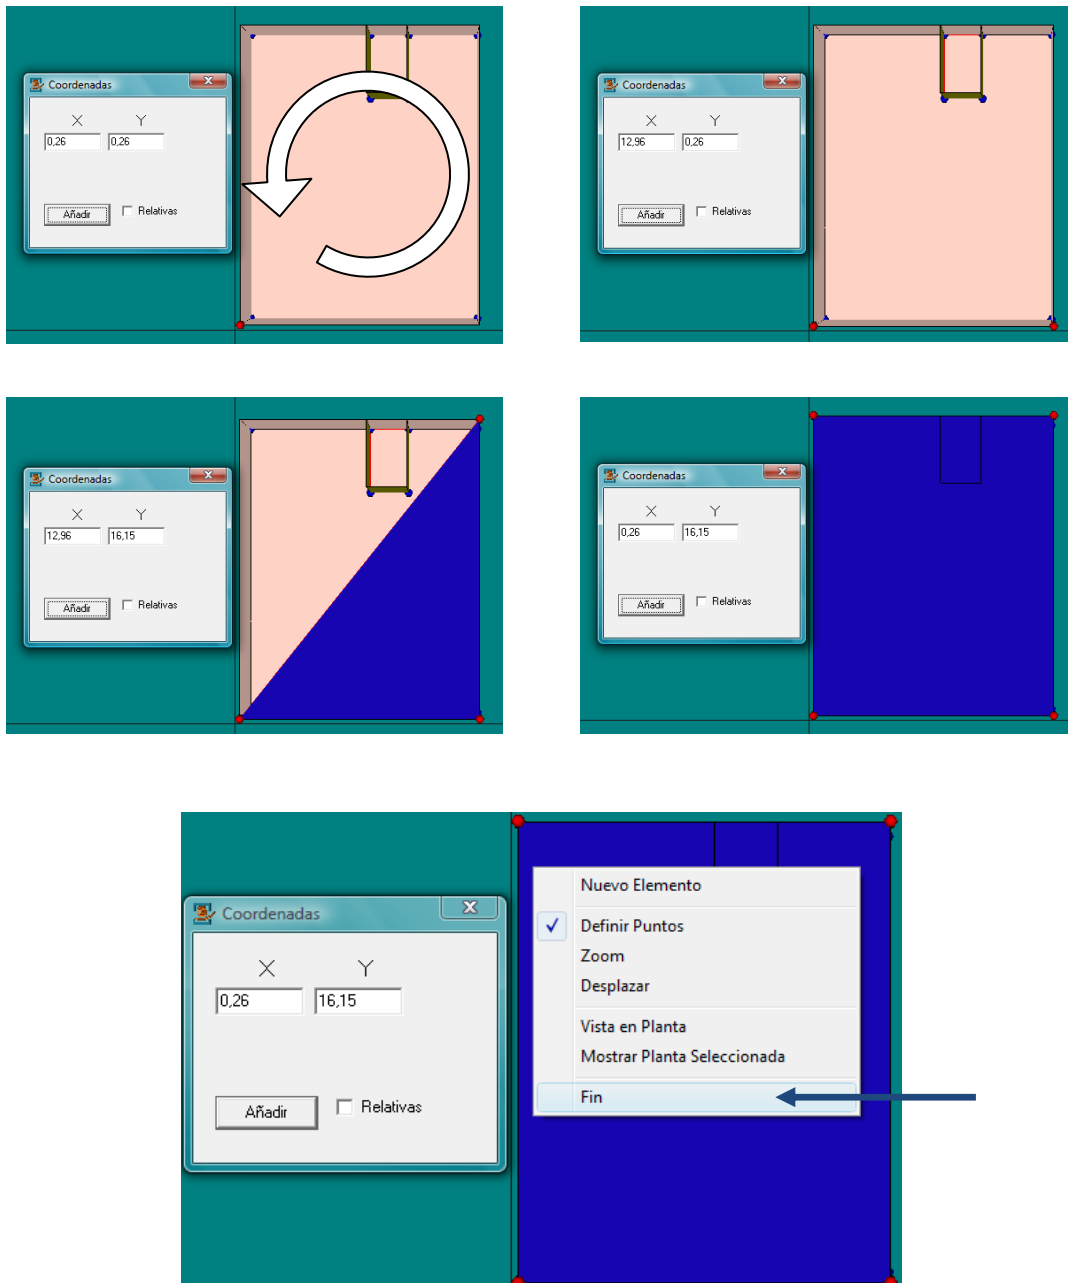 Coordenadas
X Y
0,26 0,26
Añadir Relativas
Coordenadas
X Y
12,96 0,26
Añadir Relativas
Coordenadas
X Y
12,96 16,15
Añadir Relativas
Coordenadas
X Y
0,26 16,15
Añadir Relativas
Coordenadas
X Y
0,26 16,15
Añadir Relativas
Nuevo Elemento
Definir Puntos
Zoom
Desplazar
Vista en Planta
Mostrar Planta Seleccionada
Fin